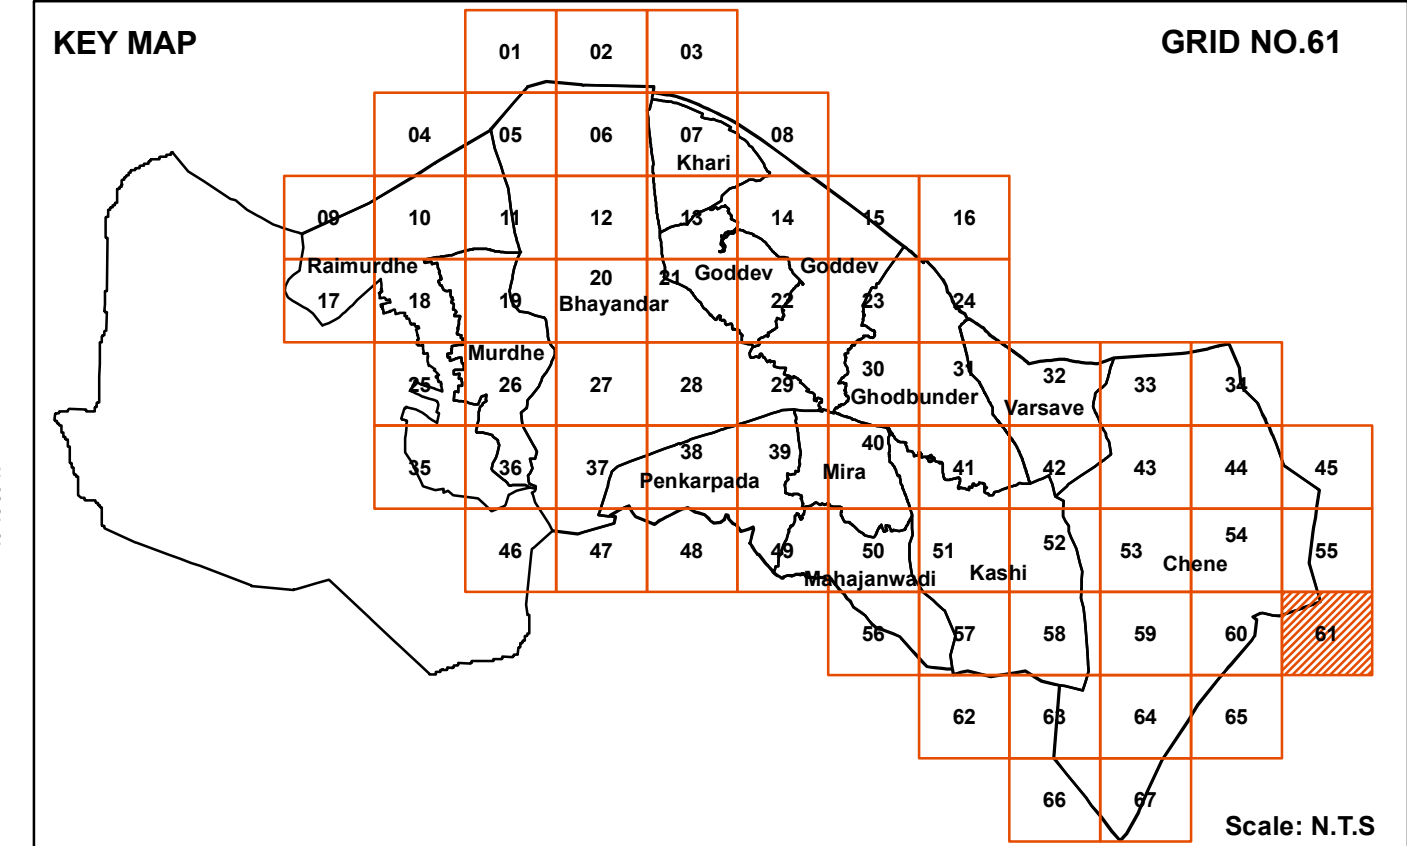 KEY MAP
GRID NO.61
01 02 03
04 05 06 07 08
Khari
09 10 11 12 13 14 15 16
Raimurdhe
Goddev
Goddev
17 18 19 20 21 22 23 24
Bhayandar
Murdhe
25 26 27 28 29 30 31 32 33 34
Ghodbunder
Varsave
35 36 37 38 39 40 41 42 43 44 45
Penkarpada
Mira
46 47 48 49 50 51 52 53 54 55
Mahajanwadi
Kashi
Chene
56 57 58 59 60 61
62 63 64 65
66 67
Scale: N.T.S